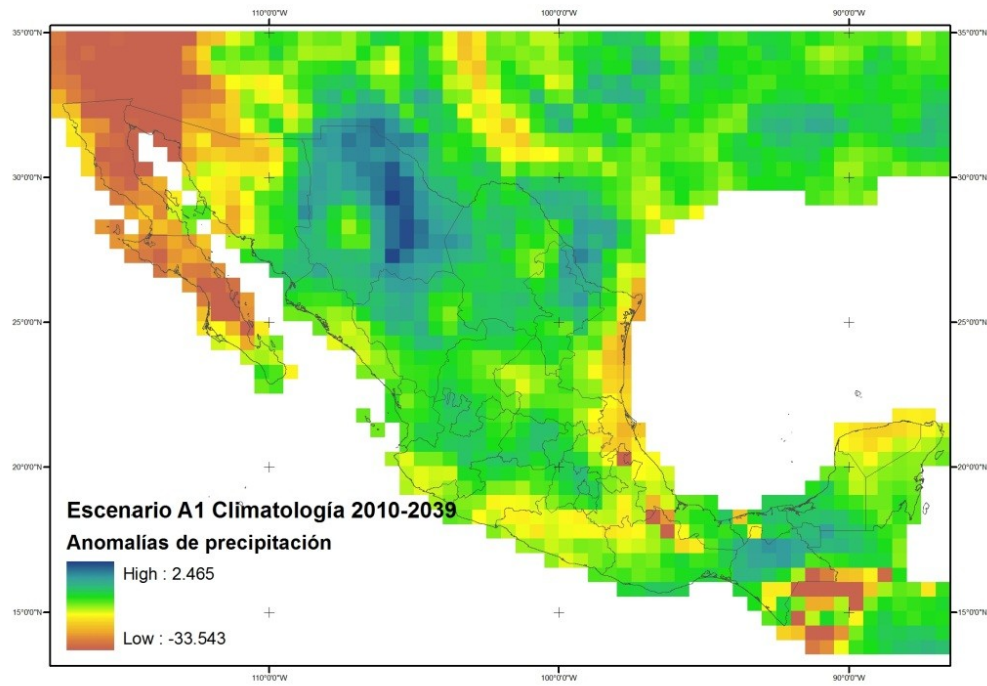 110°0'0"W 100°0'0"W 90°0'0"W
35°0'0"N 35°0'0"N
30°0'0"N 30°0'0"N
25°0'0"N 25°0'0"N
20°0'0"N 20°0'0"N
Escenario A1 Climatología 2010-2039
Anomalías de precipitación
High : 2.465
Low : -33.543
15°0'0"N 15°0'0"N
110°0'0"W 100°0'0"W 90°0'0"W